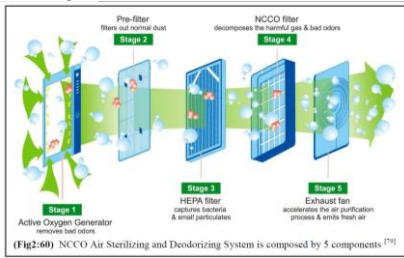 Pre-filter
filters out normal dust
Stage 2
NCCO filter
decomposes the harmful gas & bad odors
Stage 4
Stage 1
Active Oxygen Generator
removes bad odors
Stage 3
HEPA filter
captures bacteria
& small particulates
Stage 5
Exhaust fan
accelerates the air purification
process & emits fresh air
(Fig2:60) NCCO Air Sterilizing and Deodorizing System is composed by 5 components [79]